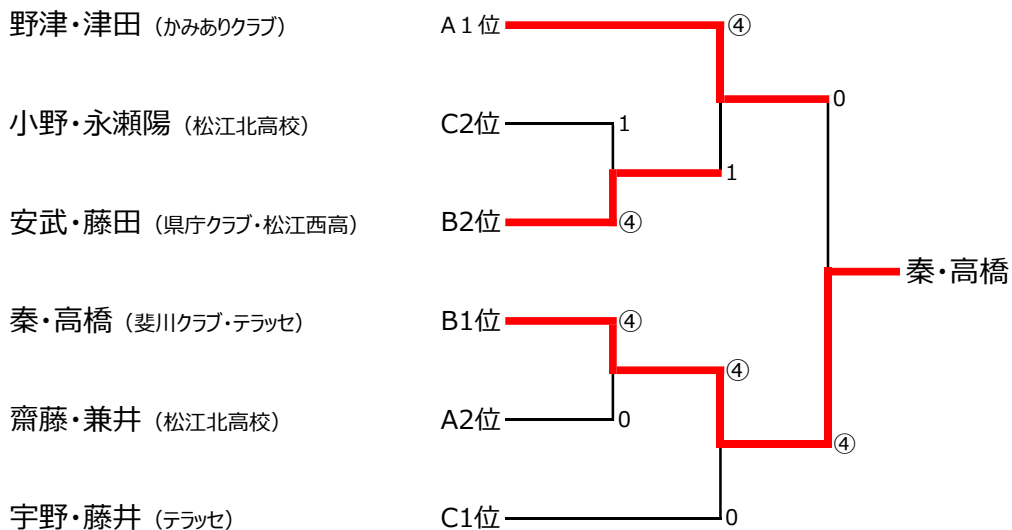 野津・津田 (かみありクラブ) A1位 ④
0
小野・永瀬陽 (松江北高校) C2位 1
1
安武・藤田 (県庁クラブ・松江西高) B2位 ④
秦・高橋
秦・高橋 (斐川クラブ・テラッセ) B1位 ④
④
齋藤・兼井 (松江北高校) A2位 0
④
宇野・藤井 (テラッセ) C1位 0